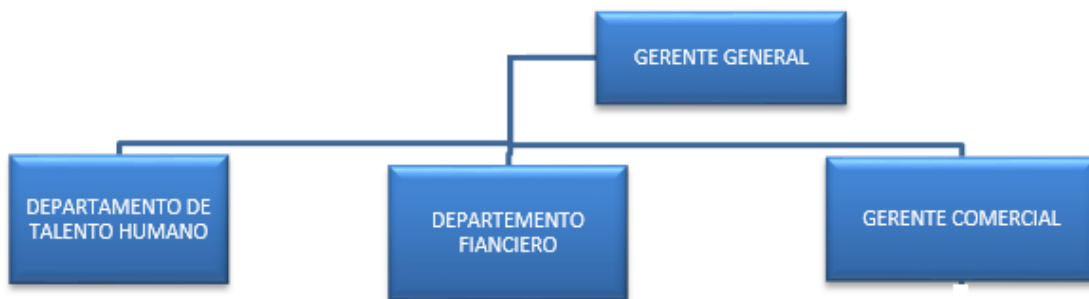 GERENTE GENERAL
DEPARTAMENTO DE
TALENTO HUMANO
DEPARTEMENTO
FIANCIERO
GERENTE COMERCIAL